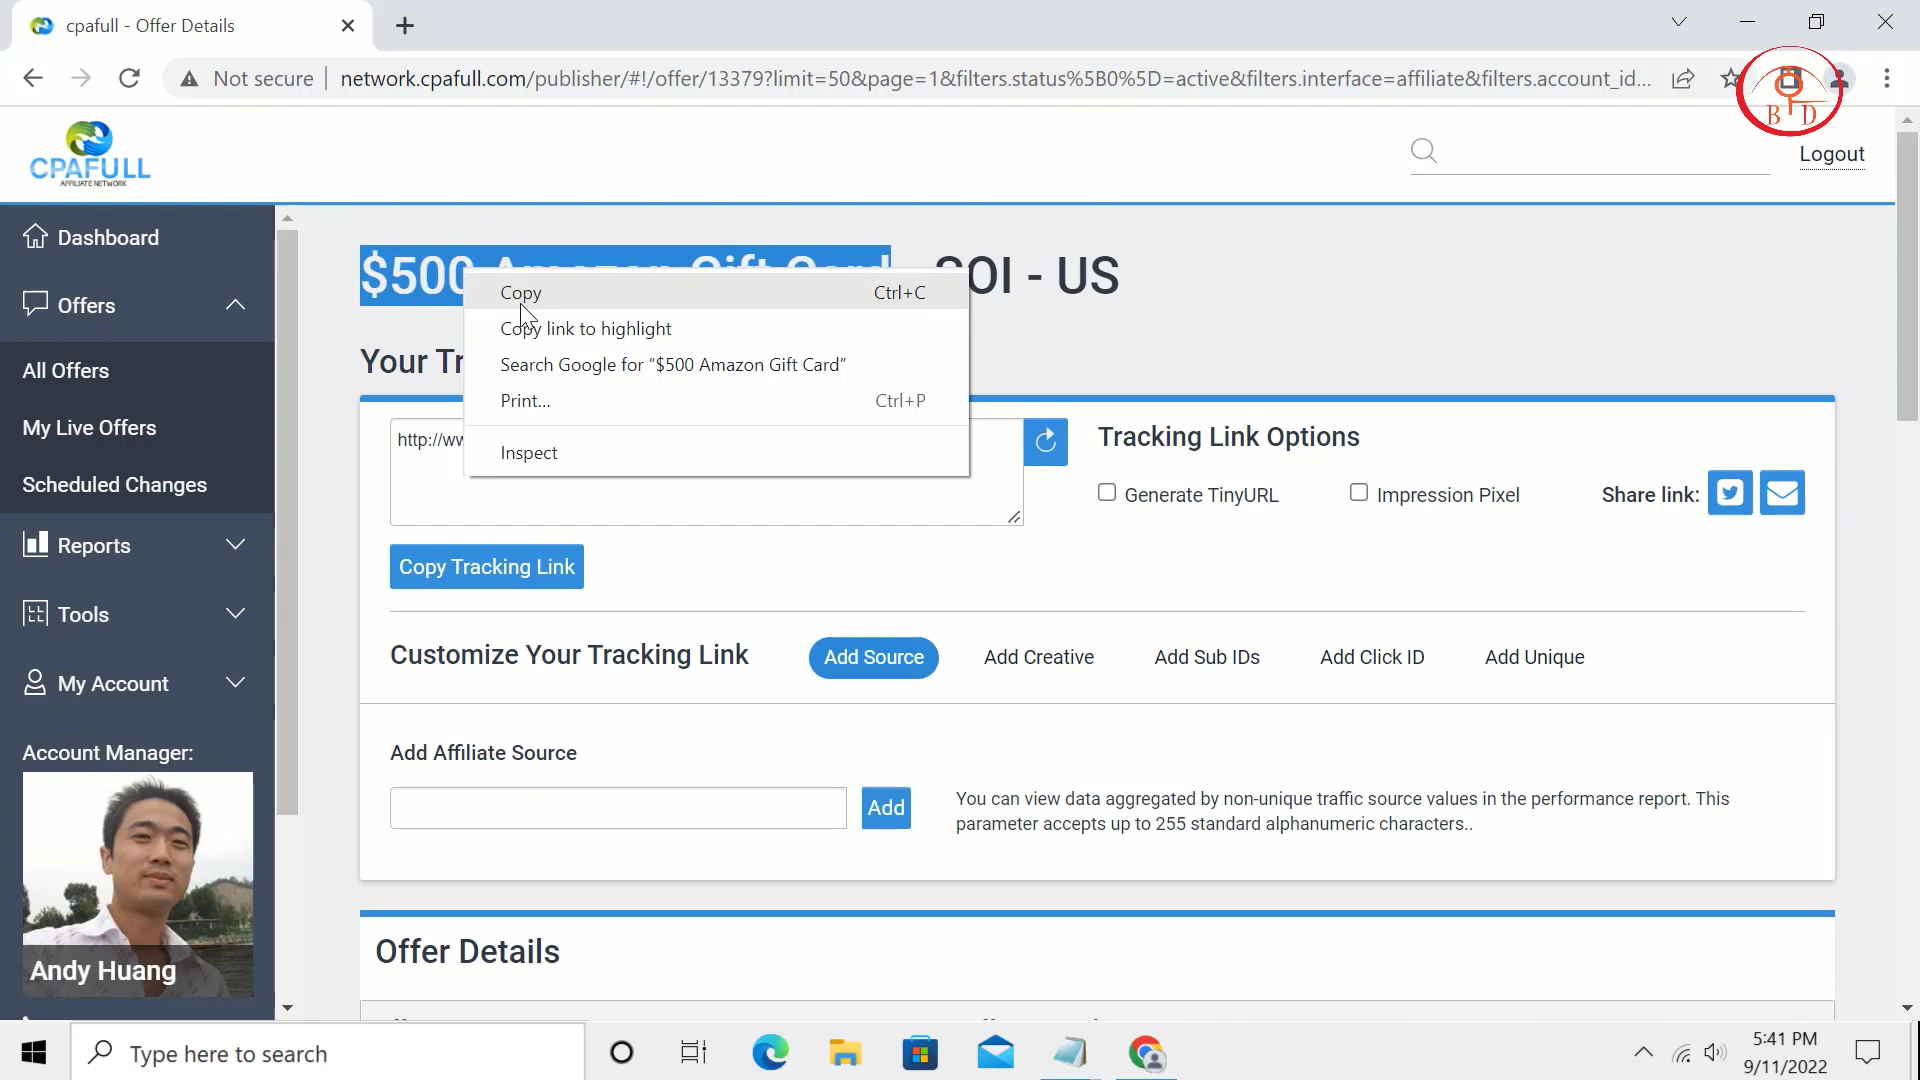 cpafull - Offer Details
Not secure
network.cpafull.com/publisher/#!/offer/13379?limit=50&page=1&filters.status%5B0%5D=active&filters.interface=affiliate&filters.account_id...
B D
CPAFULL
AFFILIATE NETWORK
Logout
Dashboard
Offers
All Offers
My Live Offers
Scheduled Changes
Reports
Tools
My Account
Account Manager:
Andy Huang
$500 Amazon Gift Card - SOI - US
Copy Ctrl+C
Copy link to highlight
Search Google for “$500 Amazon Gift Card”
Print... Ctrl+P
Inspect
Your
http://
Tracking Link Options
Generate TinyURL
Impression Pixel
Share link:
Copy Tracking Link
Customize Your Tracking Link
Add Source
Add Creative
Add Sub IDs
Add Click ID
Add Unique
Add Affiliate Source
Add
You can view data aggregated by non-unique traffic source values in the performance report. This
parameter accepts up to 255 standard alphanumeric characters..
Offer Details
Type here to search
5:41 PM
9/11/2022